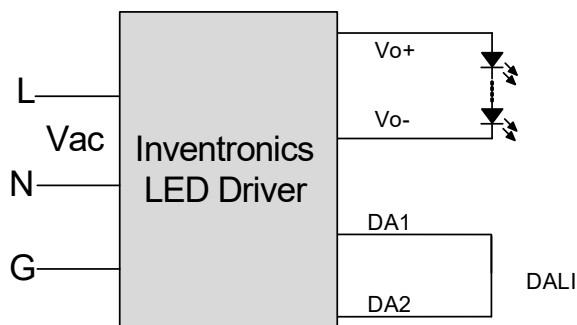 L
Vac
N
G
Inventronics
LED Driver
Vo+
Vo-
DA1
DA2
DALI